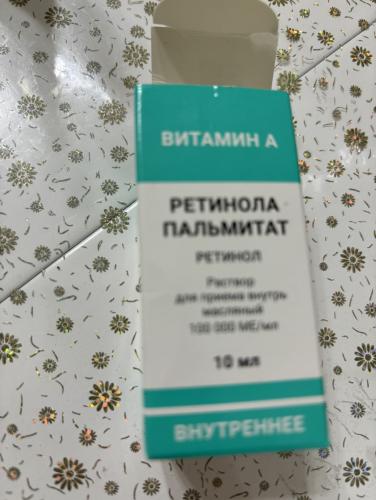 ВИТАМИН А
РЕТИНОЛА
ПАЛЬМИТАТ
РЕТИНОЛ
Раствор
для приема внутрь
масляный
100 000 МЕ/мл
10 мл
ВНУТРЕННЕЕ